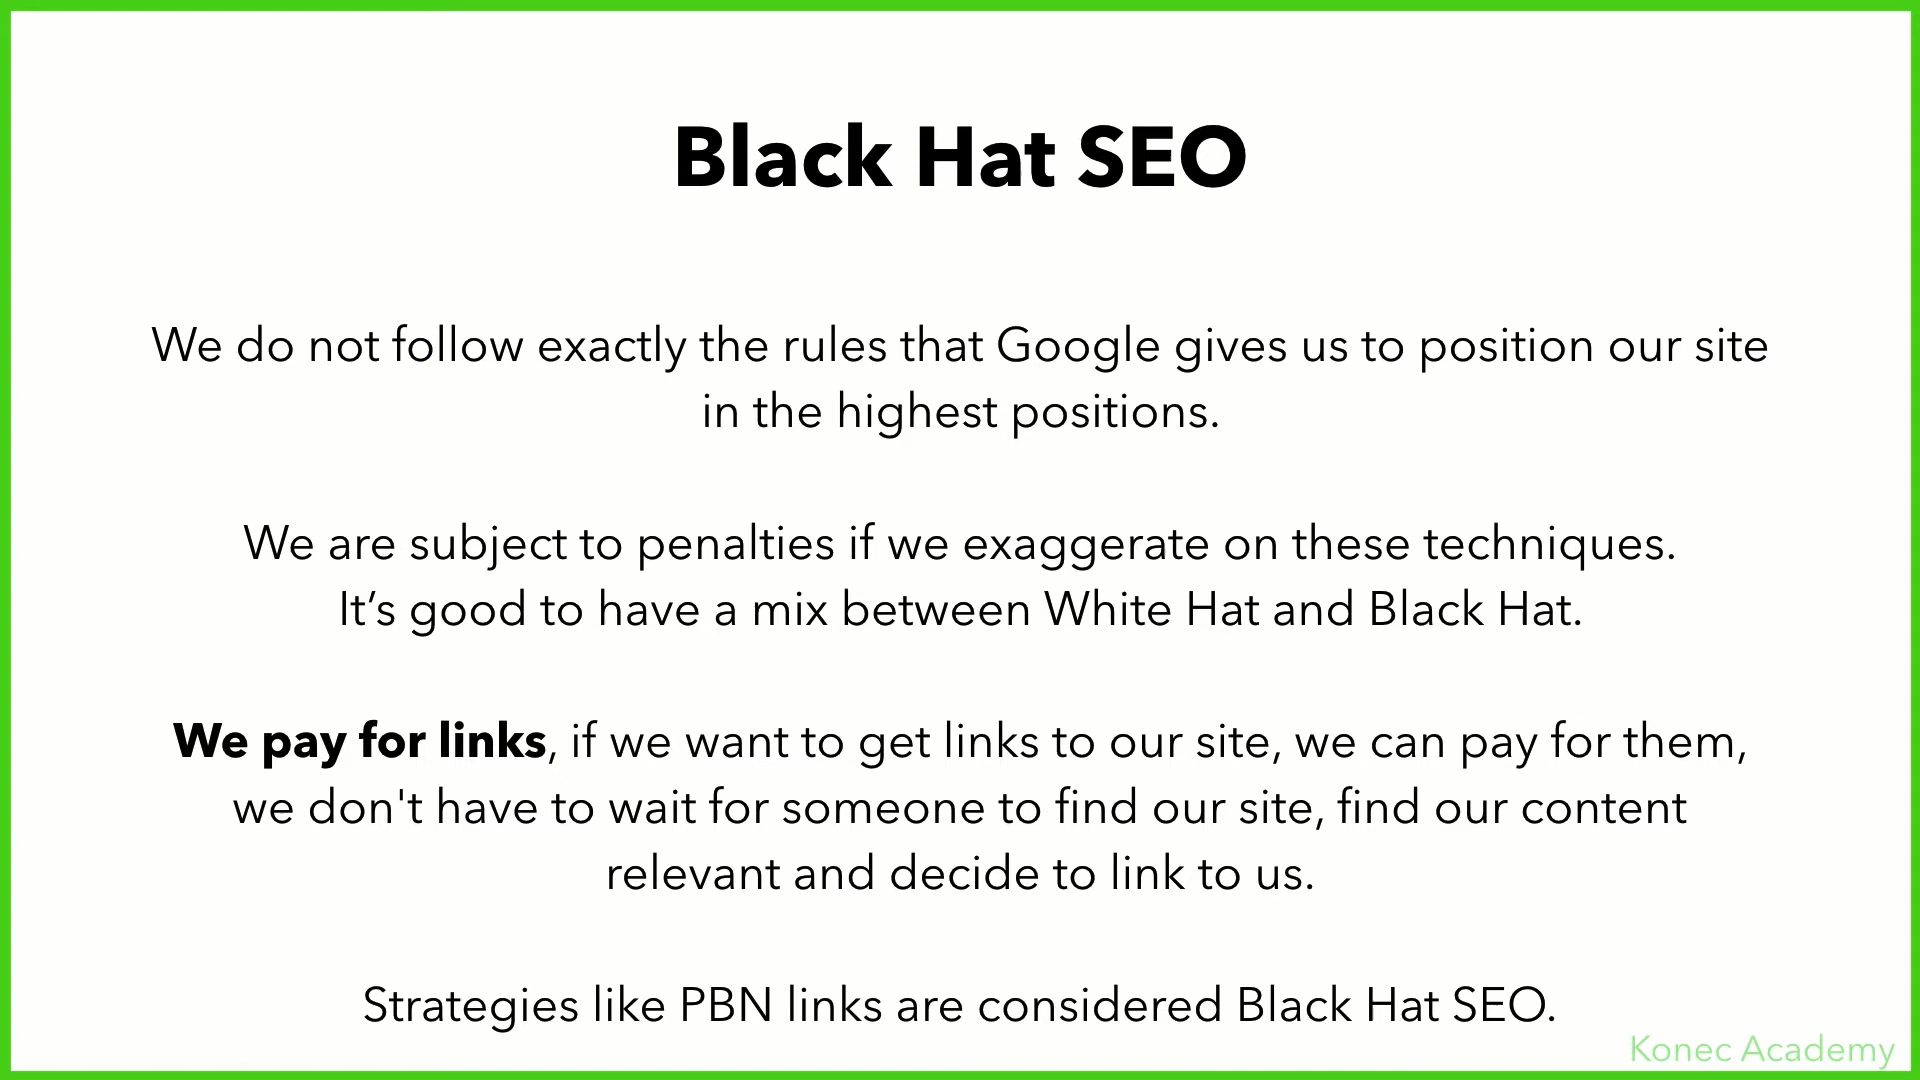 Black Hat SEO
We do not follow exactly the rules that Google gives us to position our site
in the highest positions.
We are subject to penalties if we exaggerate on these techniques.
It’s good to have a mix between White Hat and Black Hat.
We pay for links, if we want to get links to our site, we can pay for them,
we don't have to wait for someone to find our site, find our content
relevant and decide to link to us.
Strategies like PBN links are considered Black Hat SEO.
Konec Academy